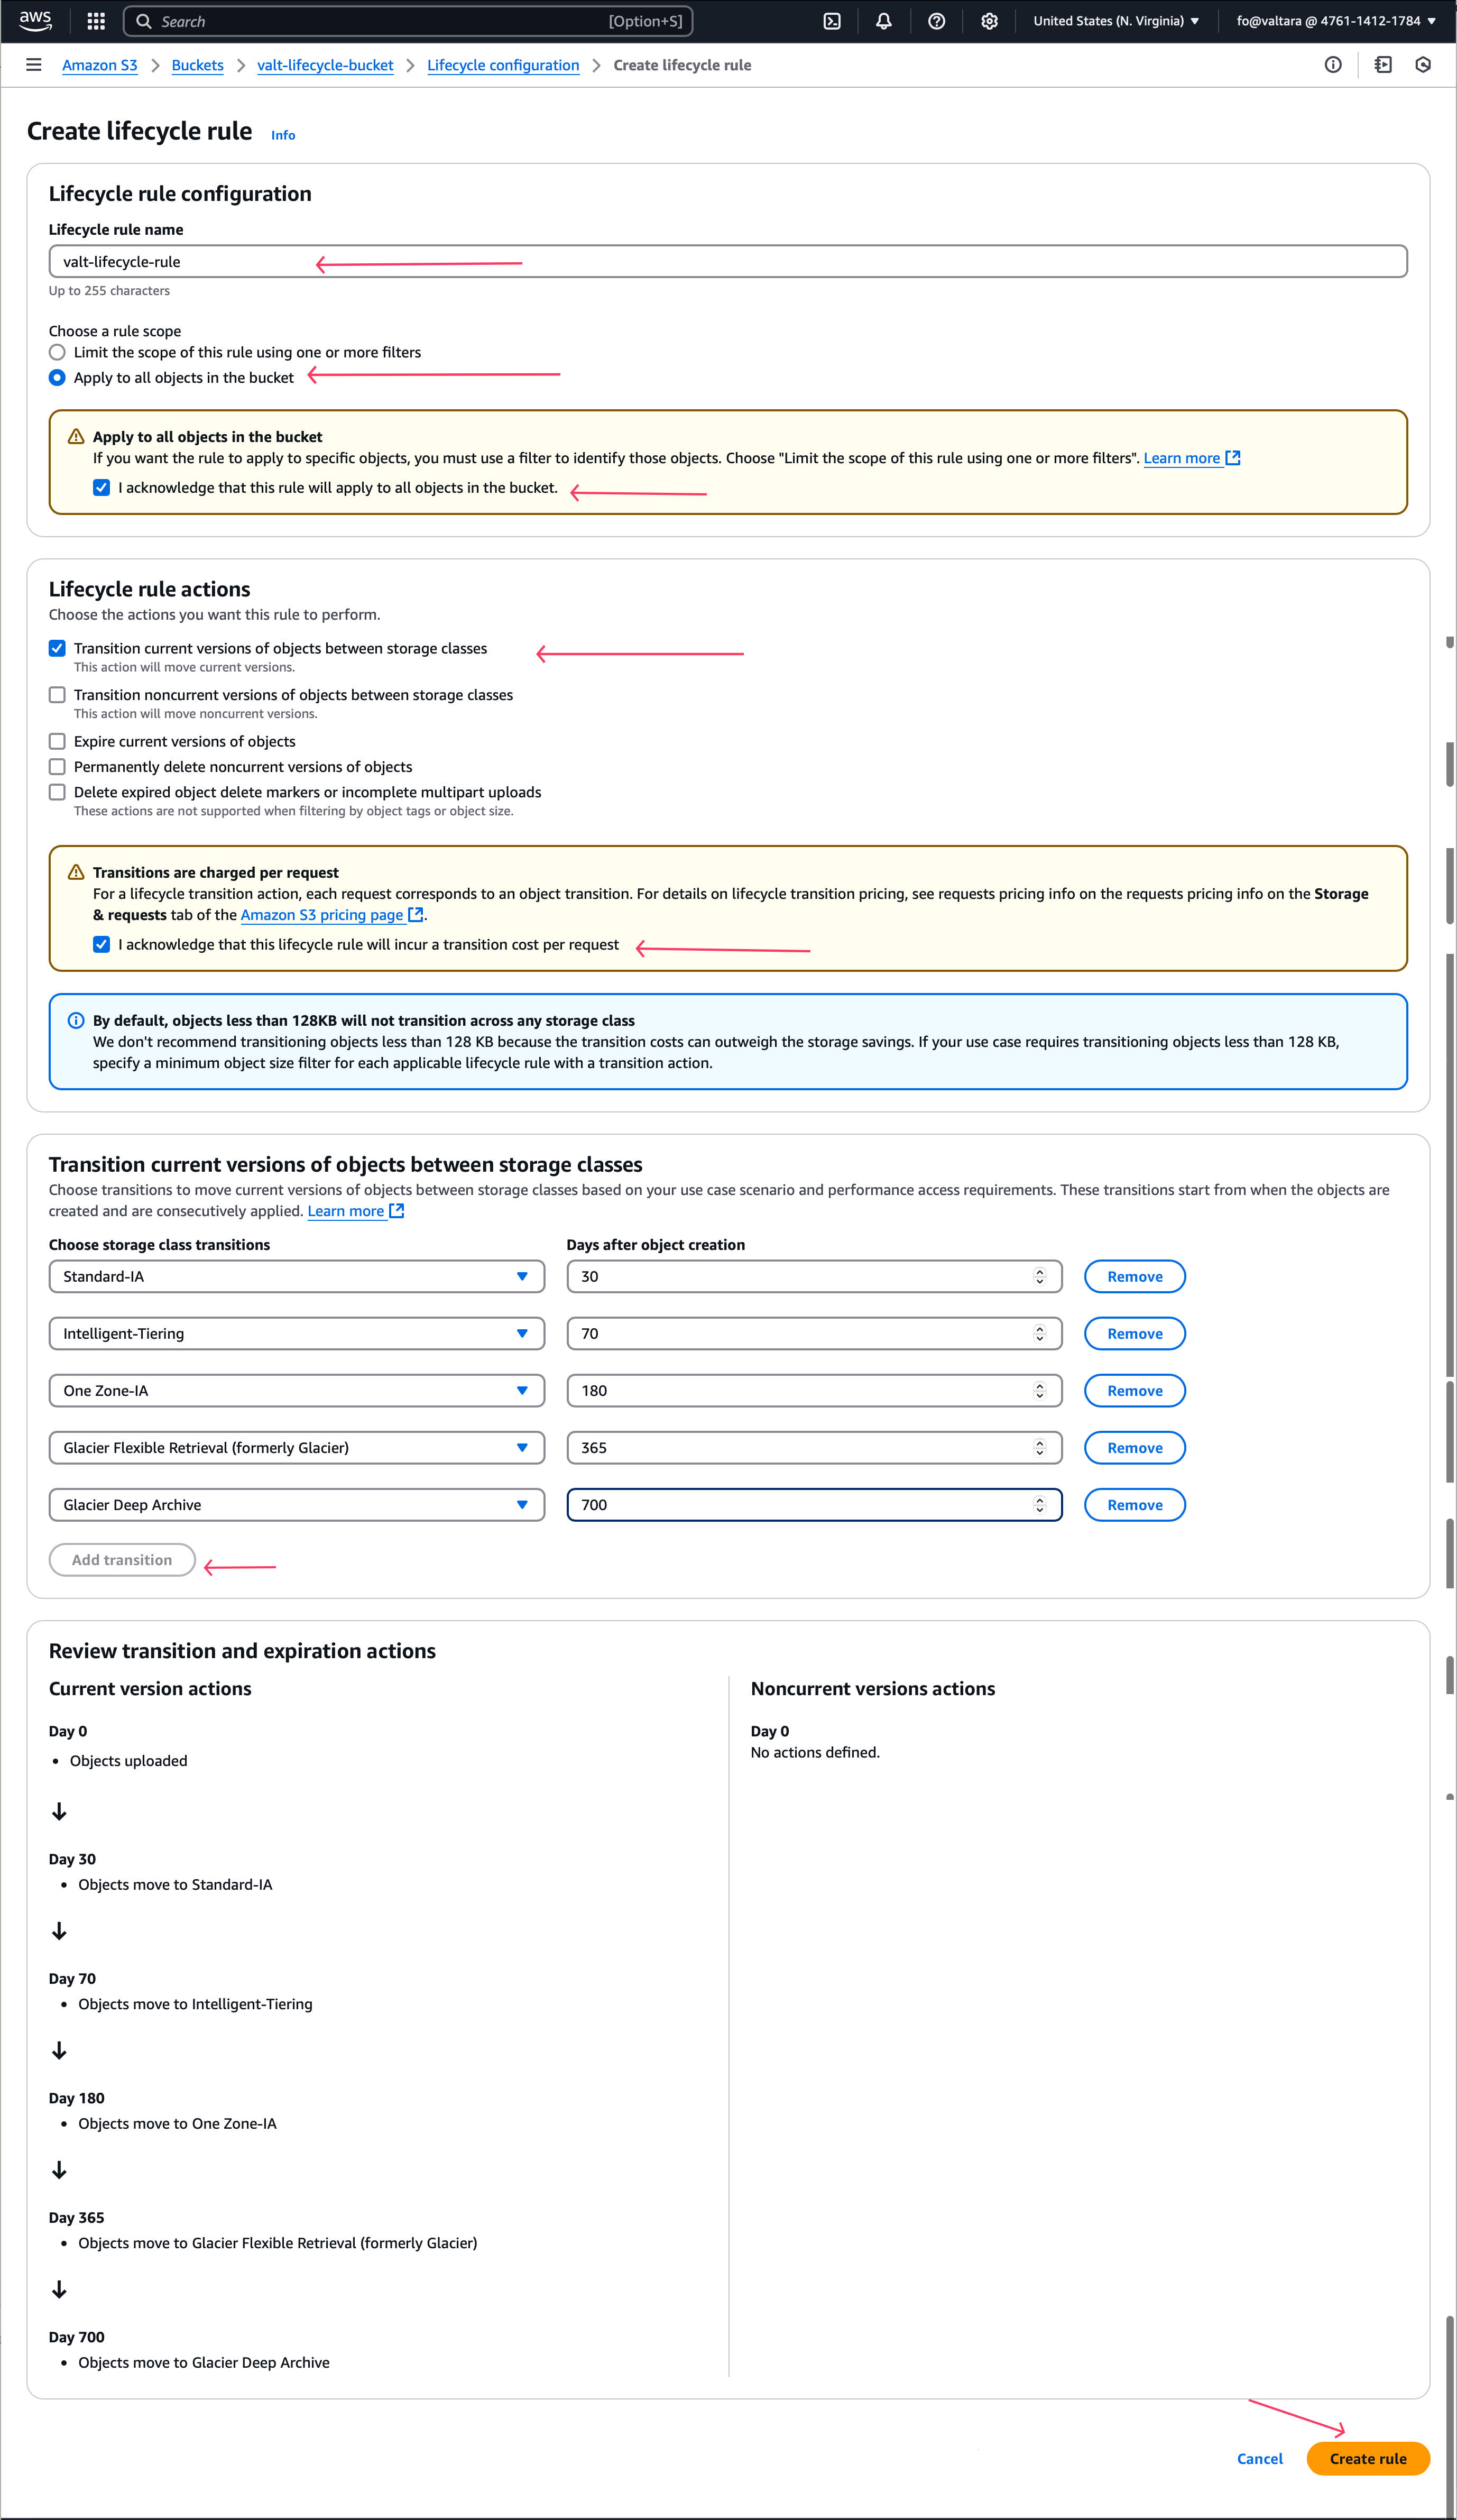 aws
Search
[Option+S]
United States (N. Virginia)
fo@valtara @ 4761-1412-1784
Amazon S3
Buckets
valt-lifecycle-bucket
Lifecycle configuration
Create lifecycle rule
Create lifecycle rule
Info
Lifecycle rule configuration
Lifecycle rule name
valt-lifecycle-rule
Up to 255 characters
Choose a rule scope
Limit the scope of this rule using one or more filters
Apply to all objects in the bucket
Apply to all objects in the bucket
If you want the rule to apply to specific objects, you must use a filter to identify those objects. Choose "Limit the scope of this rule using one or more filters". Learn more
I acknowledge that this rule will apply to all objects in the bucket.
Lifecycle rule actions
Choose the actions you want this rule to perform.
Transition current versions of objects between storage classes
This action will move current versions.
Transition noncurrent versions of objects between storage classes
This action will move noncurrent versions.
Expire current versions of objects
Permanently delete noncurrent versions of objects
Delete expired object delete markers or incomplete multipart uploads
These actions are not supported when filtering by object tags or object size.
Transitions are charged per request
For a lifecycle transition action, each request corresponds to an object transition. For details on lifecycle transition pricing, see requests pricing info on the requests pricing info on the Storage
& requests tab of the Amazon S3 pricing page.
I acknowledge that this lifecycle rule will incur a transition cost per request
By default, objects less than 128KB will not transition across any storage class
We don't recommend transitioning objects less than 128 KB because the transition costs can outweigh the storage savings. If your use case requires transitioning objects less than 128 KB,
specify a minimum object size filter for each applicable lifecycle rule with a transition action.
Transition current versions of objects between storage classes
Choose transitions to move current versions of objects between storage classes based on your use case scenario and performance access requirements. These transitions start from when the objects are
created and are consecutively applied. Learn more
Choose storage class transitions
Days after object creation
Standard-IA
30
Remove
Intelligent-Tiering
70
Remove
One Zone-IA
180
Remove
Glacier Flexible Retrieval (formerly Glacier)
365
Remove
Glacier Deep Archive
700
Remove
Add transition
Review transition and expiration actions
Current version actions
Day 0
Objects uploaded
Day 30
Objects move to Standard-IA
Day 70
Objects move to Intelligent-Tiering
Day 180
Objects move to One Zone-IA
Day 365
Objects move to Glacier Flexible Retrieval (formerly Glacier)
Day 700
Objects move to Glacier Deep Archive
Noncurrent versions actions
Day 0
No actions defined.
Cancel
Create rule